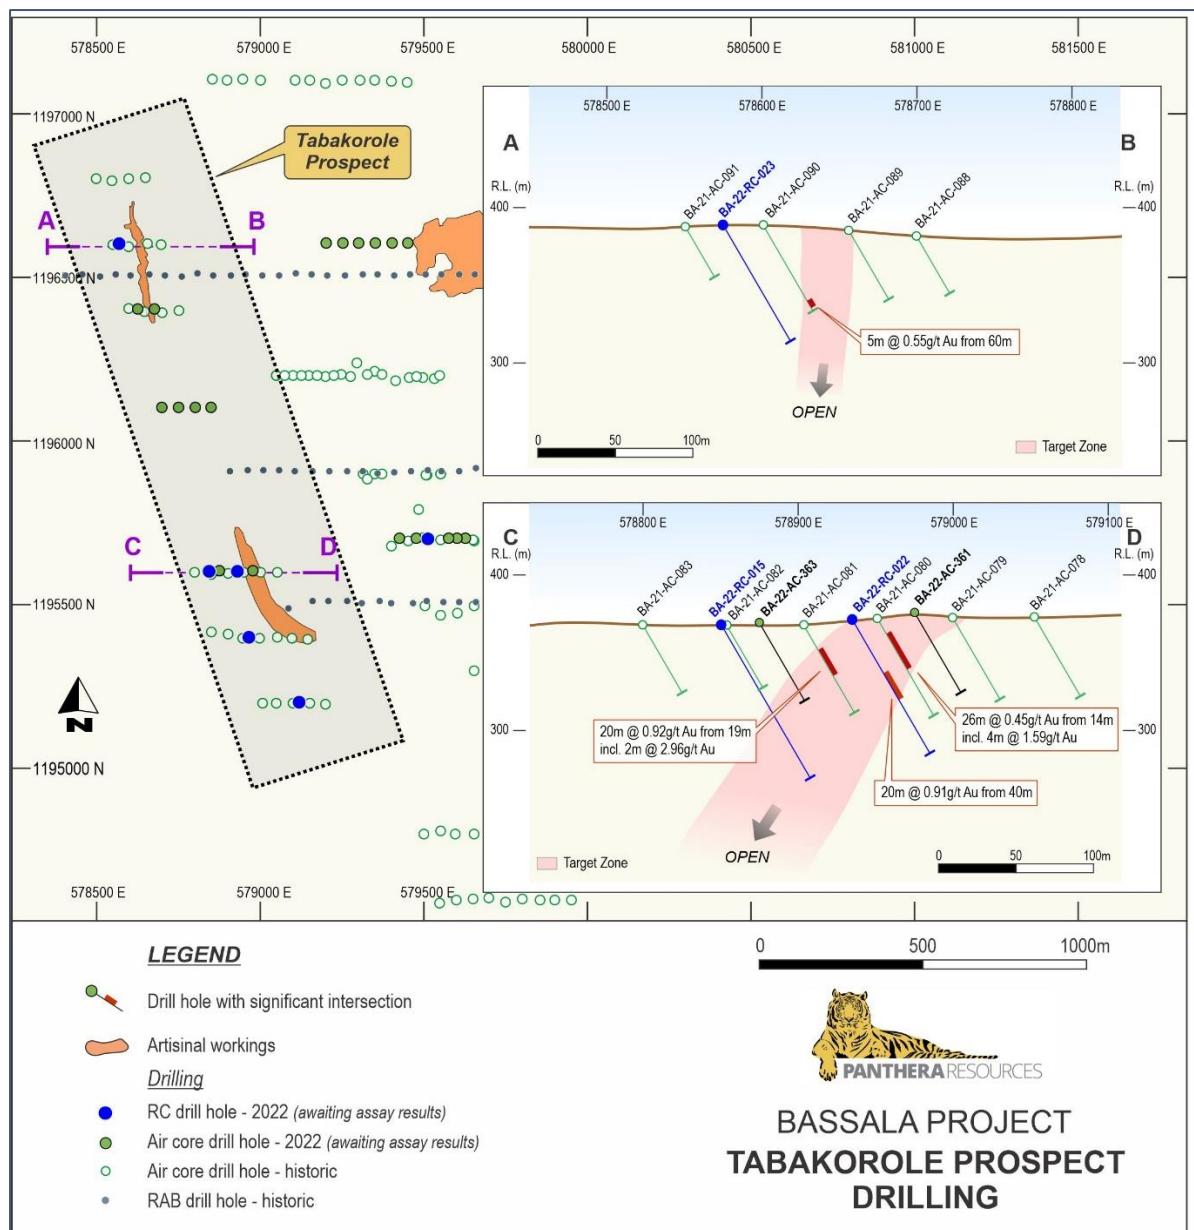 578500 E
579000 E
579500 E
580000 E
580500 E
581000 E
581500 E
1197000 N
1196500 N
1196000 N
1195500 N
1195000 N
Tabakorole
Prospect
A
B
C
D
N
578500 E
579000 E
579500 E
580000 E
580500 E
581000 E
581500 E
578500 E
578600 E
578700 E
578800 E
A
B
R.L. (m)
R.L. (m)
400
400
300
300
BA-21-AC-091
BA-22-RC-023
BA-21-AC-090
BA-21-AC-089
BA-21-AC-088
5m @ 0.55g/t Au from 60m
OPEN
0
50
100m
Target Zone
578800 E
578900 E
579000 E
579100 E
C
D
R.L. (m)
R.L. (m)
400
400
300
300
BA-21-AC-083
BA-22-RC-015
BA-21-AC-082
BA-22-AC-363
BA-21-AC-081
BA-22-RC-022
BA-21-AC-080
BA-22-AC-361
BA-21-AC-079
BA-21-AC-078
20m @ 0.92g/t Au from 19m
incl. 2m @ 2.96g/t Au
26m @ 0.45g/t Au from 14m
incl. 4m @ 1.59g/t Au
20m @ 0.91g/t Au from 40m
OPEN
Target Zone
0
50
100m
LEGEND
Drill hole with significant intersection
Artisinal workings
Drilling
RC drill hole - 2022 (awaiting assay results)
Air core drill hole - 2022 (awaiting assay results)
Air core drill hole - historic
RAB drill hole - historic
0
500
1000m
PANTHERA RESOURCES
BASSALA PROJECT
TABAKOROLE PROSPECT
DRILLING